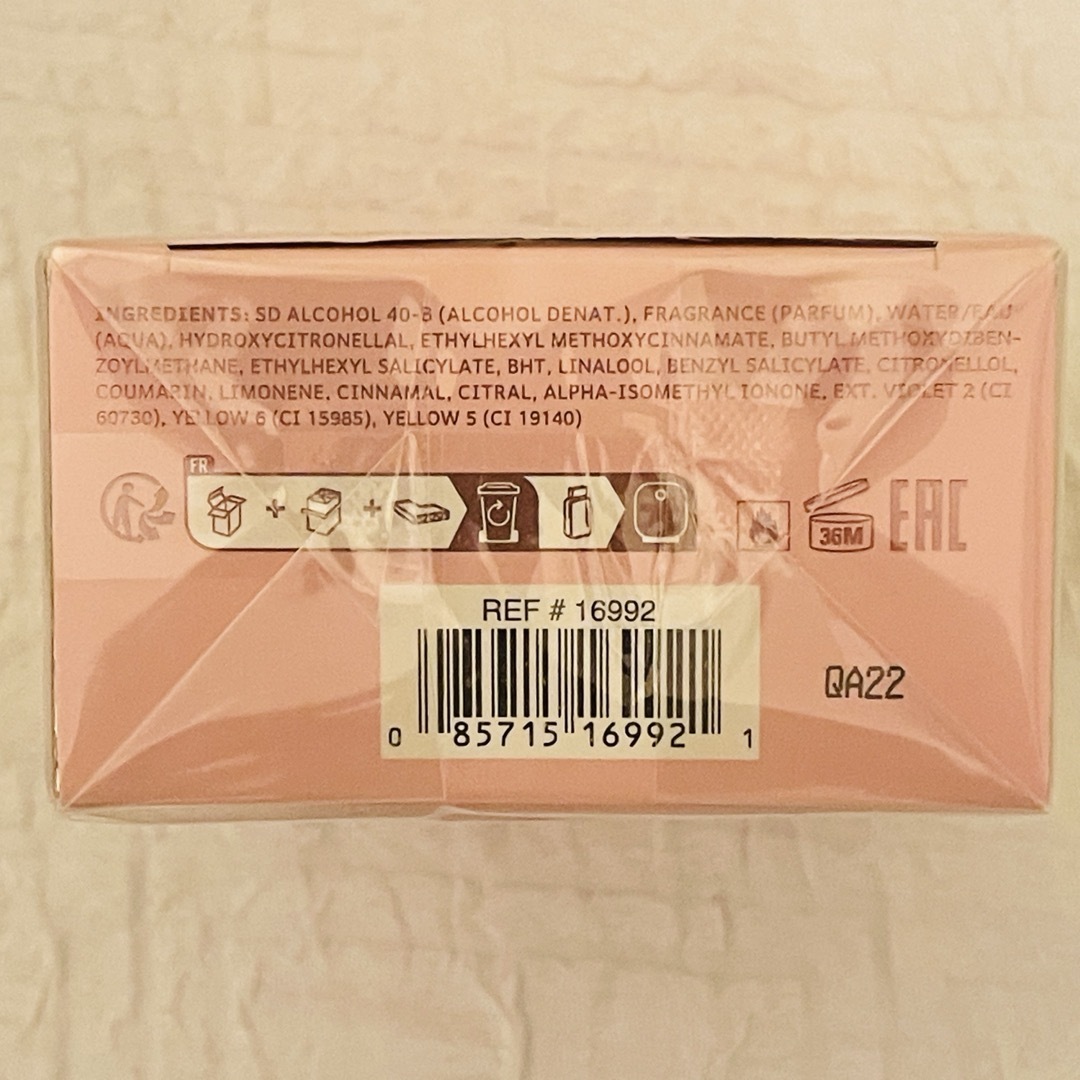 INGREDIENTS: SD ALCOHOL 40-B (ALCOHOL DENAT.), FRAGRANCE (PARFUM), WATER/EAU
(AQUA), HYDROXYCITRONELLAL, ETHYLHEXYL METHOXYCINNAMATE, BUTYL METHOXYDIBEN-
ZOYLMETHANE, ETHYLHEXYL SALICYLATE, BHT, LINALOOL, BENZYL SALICYLATE, CITRONELLOL,
COUMARIN, LIMONENE, CINNAMAL, CITRAL, ALPHA-ISOMETHYL IONONE, EXT. VIOLET 2 (CI
60730), YELLOW 6 (CI 15985), YELLOW 5 (CI 19140)
FR
36M
EAC
REF # 16992
0 85715 16992 1
QA22